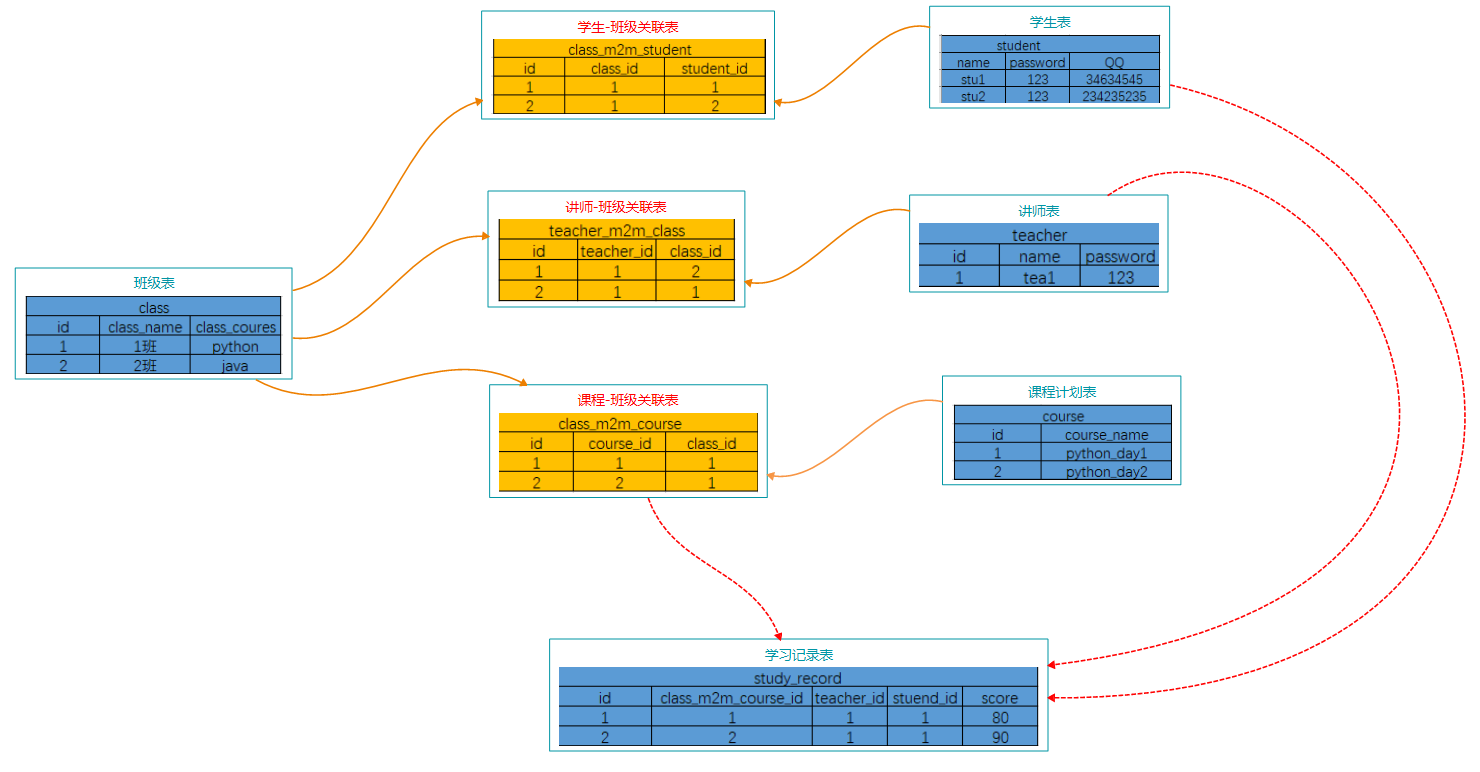 学生-班级关联表
class_m2m_student
id class_id student_id
1 1 1
2 1 2
学生表
student
name password QQ
stu1 123 34634545
stu2 123 234235235
讲师-班级关联表
teacher_m2m_class
id teacher_id class_id
1 1 2
2 1 1
讲师表
teacher
id name password
1 tea1 123
班级表
class
id class_name class_coures
1 1班 python
2 2班 java
课程-班级关联表
class_m2m_course
id course_id class_id
1 1 1
2 2 1
课程计划表
course
id course_name
1 python_day1
2 python_day2
学习记录表
study_record
id class_m2m_course_id teacher_id stuend_id score
1 1 1 1 80
2 2 1 1 90